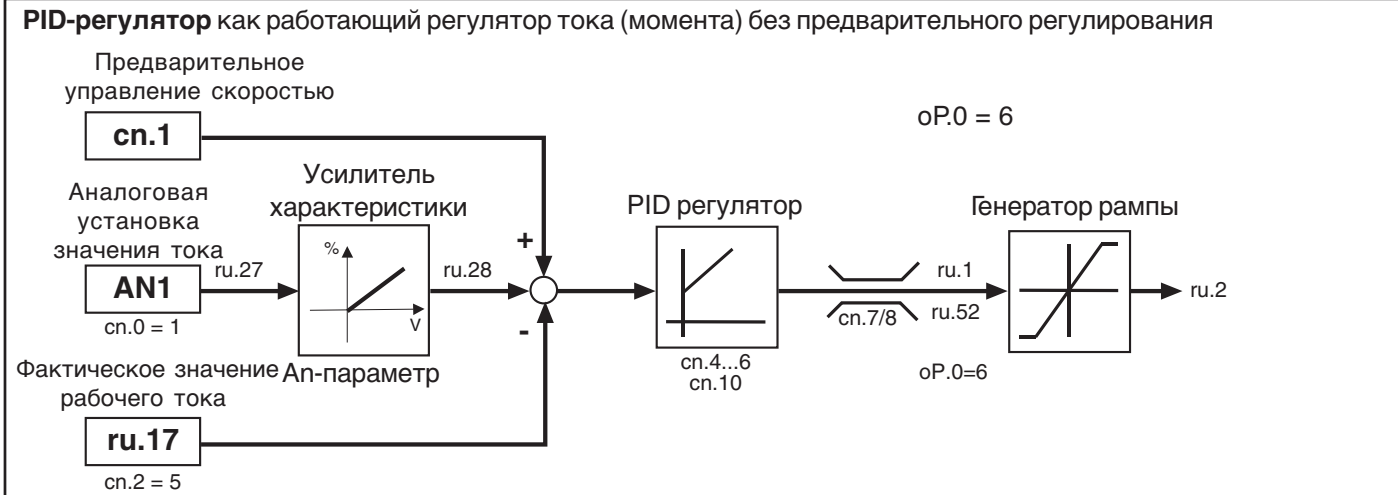 PID-регулятор как работающий регулятор тока (момента) без предварительного регулирования
Предварительное
управление скоростью
cn.1
oP.0 = 6
Аналоговая
установка
значения тока
AN1
cn.0 = 1
ru.27
Усилитель
характеристики
%
V
An-параметр
ru.28
+
-
PID регулятор
cn.4...6
cn.10
cn.7/8
ru.1
ru.52
oP.0=6
Генератор рампы
ru.2
Фактическое значение
рабочего тока
ru.17
cn.2 = 5